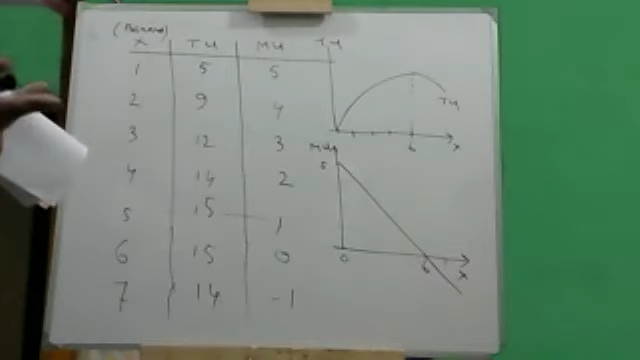 X TU MU
1 5 5
2 9 4
3 12 3
4 14 2
5 15 1
6 15 0
7 14 -1
TU
TU
6 X
MU
5
0 6 X